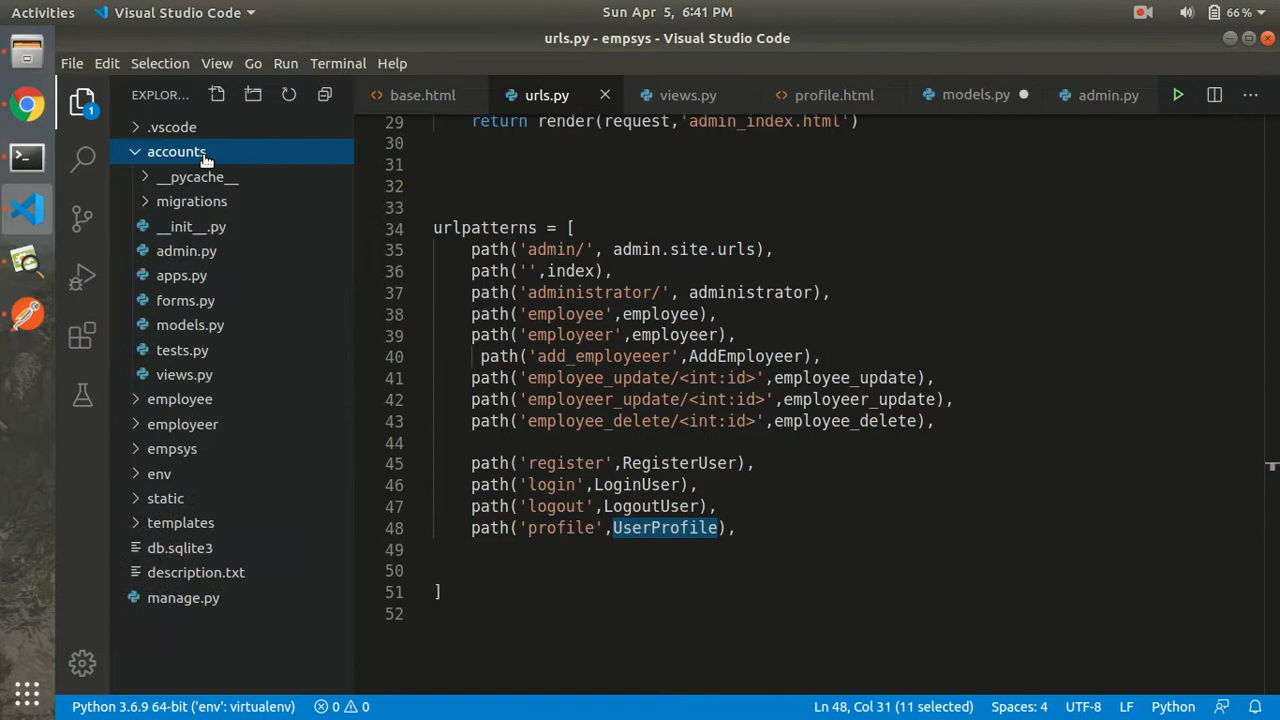 Activities Visual Studio Code Sun Apr 5, 6:41 PM 66 %
urls.py - empsys - Visual Studio Code
File Edit Selection View Go Run Terminal Help
EXPLOR... base.html urls.py views.py profile.html models.py admin.py
1
.vscode
accounts
__pycache__
migrations
__init__.py
admin.py
apps.py
forms.py
models.py
tests.py
views.py
employee
employeer
empsys
env
static
templates
db.sqlite3
description.txt
manage.py
29 return render(request,'admin_index.html')
30
31
32
33
34 urlpatterns = [
35 path('admin/', admin.site.urls),
36 path('',index),
37 path('administrator/', administrator),
38 path('employee',employee),
39 path('employeer',employeer),
40 path('add_employeeer',AddEmployeer),
41 path('employee_update/<int:id>',employee_update),
42 path('employeer_update/<int:id>',employeer_update),
43 path('employee_delete/<int:id>',employee_delete),
44
45 path('register',RegisterUser),
46 path('login',LoginUser),
47 path('logout',LogoutUser),
48 path('profile',UserProfile),
49
50
51 ]
52
Python 3.6.9 64-bit ('env': virtualenv) 0 0 Ln 48, Col 31 (11 selected) Spaces: 4 UTF-8 LF Python